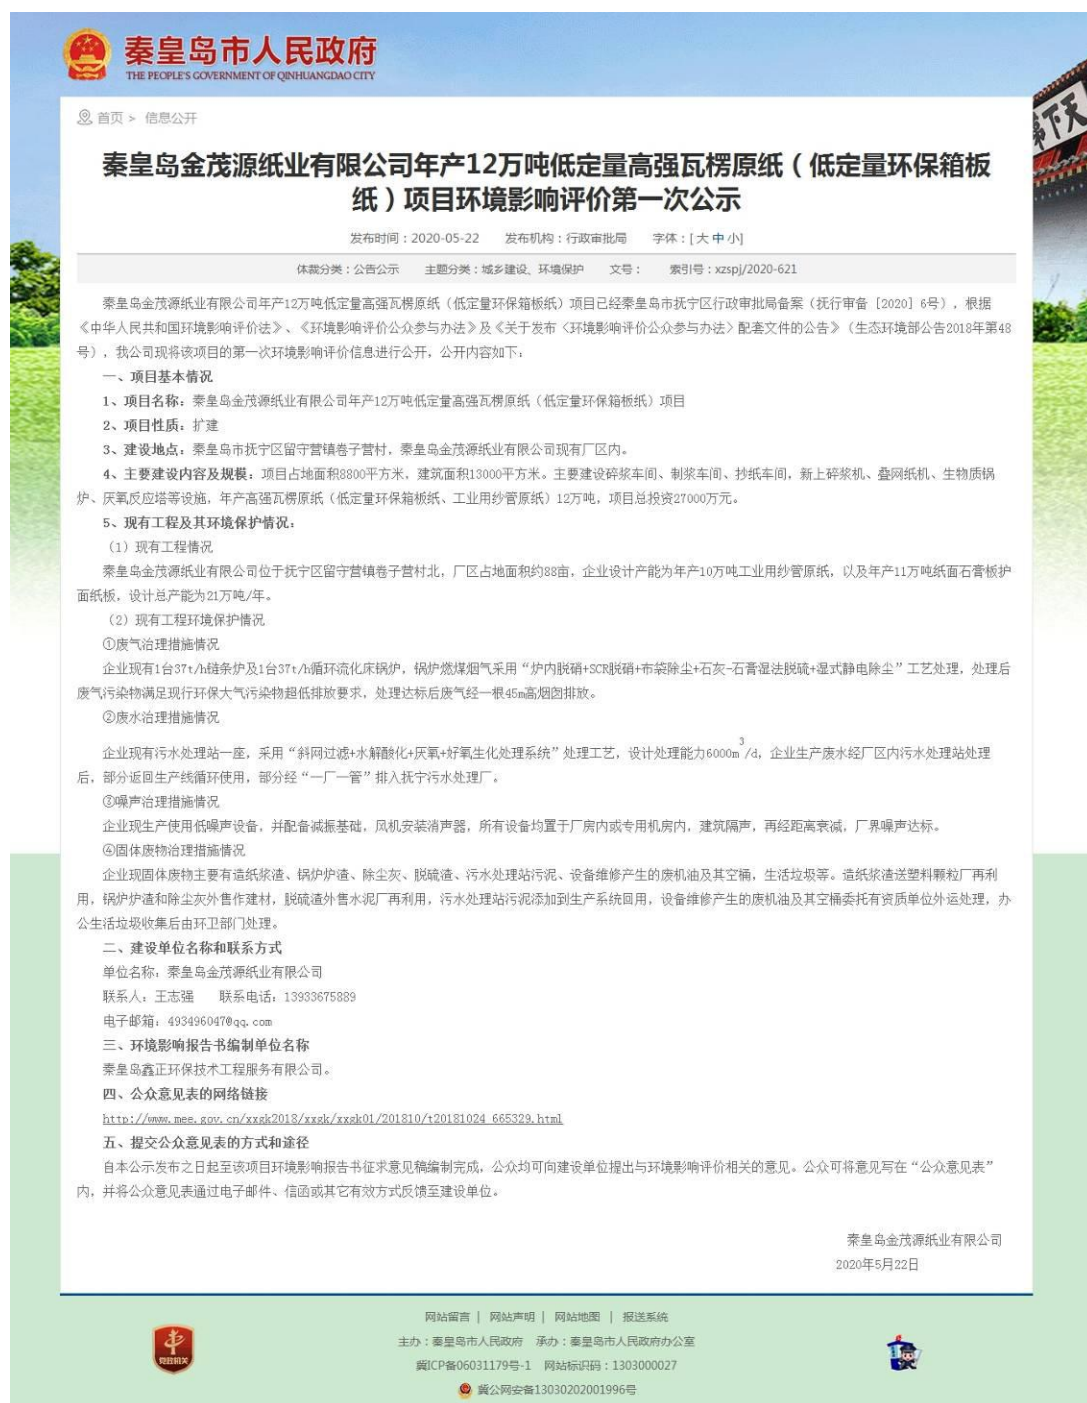 秦皇岛市人民政府
THE PEOPLE'S GOVERNMENT OF QINHUANGDAO CITY
首页 > 信息公开
秦皇岛金茂源纸业有限公司年产12万吨低定量高强瓦楞原纸（低定量环保箱板
纸）项目环境影响评价第一次公示
发布时间：2020-05-22 发布机构：行政审批局 字体：[ 大 中 小]
体裁分类：公告公示 主题分类：城乡建设、环境保护 文号： 索引号：xzspj/2020-621
秦皇岛金茂源纸业有限公司年产12万吨低定量高强瓦楞原纸（低定量环保箱板纸）项目已经秦皇岛市抚宁区行政审批局备案（抚行审备［2020］6号），根据
《中华人民共和国环境影响评价法》、《环境影响评价公众参与办法》及《关于发布〈环境影响评价公众参与办法〉配套文件的公告》（生态环境部公告2018年第48
号），我公司现将该项目的第一次环境影响评价信息进行公开，公开内容如下：
一、项目基本情况
1、项目名称：秦皇岛金茂源纸业有限公司年产12万吨低定量高强瓦楞原纸（低定量环保箱板纸）项目
2、项目性质：扩建
3、建设地点：秦皇岛市抚宁区留守营镇卷子营村，秦皇岛金茂源纸业有限公司现有厂区内。
4、主要建设内容及规模：项目占地面积8800平方米，建筑面积13000平方米。主要建设碎浆车间、制浆车间、抄纸车间，新上碎浆机、叠网纸机、生物质锅
炉、厌氧反应塔等设施，年产高强瓦楞原纸（低定量环保箱板纸、工业用纱管原纸）12万吨，项目总投资27000万元。
5、现有工程及其环境保护情况：
（1）现有工程情况
秦皇岛金茂源纸业有限公司位于抚宁区留守营镇卷子营村北，厂区占地面积约88亩，企业设计产能为年产10万吨工业用纱管原纸，以及年产11万吨纸面石膏板护
面纸板，设计总产能为21万吨/年。
（2）现有工程环境保护情况
①废气治理措施情况
企业现有1台37t/h链条炉及1台37t/h循环流化床锅炉，锅炉燃煤烟气采用“炉内脱硝+SCR脱硝+布袋除尘+石灰-石膏湿法脱硫+湿式静电除尘”工艺处理，处理后
废气污染物满足现行环保大气污染物超低排放要求，处理达标后废气经一根45m高烟囱排放。
②废水治理措施情况
企业现有污水处理站一座，采用“斜网过滤+水解酸化+厌氧+好氧生化处理系统”处理工艺，设计处理能力6000m³/d，企业生产废水经厂区内污水处理站处理
后，部分返回生产线循环使用，部分经“一厂一管”排入抚宁污水处理厂。
③噪声治理措施情况
企业现生产使用低噪声设备，并配备减振基础，风机安装消声器，所有设备均置于厂房内或专用机房内，建筑隔声，再经距离衰减，厂界噪声达标。
④固体废物治理措施情况
企业现固体废物主要有造纸浆渣、锅炉炉渣、除尘灰、脱硫渣、污水处理站污泥、设备维修产生的废机油及其空桶，生活垃圾等。造纸浆渣送塑料颗粒厂再利
用，锅炉炉渣和除尘灰外售作建材，脱硫渣外售水泥厂再利用，污水处理站污泥添加到生产系统回用，设备维修产生的废机油及其空桶委托有资质单位外运处理，办
公生活垃圾收集后由环卫部门处理。
二、建设单位名称和联系方式
单位名称：秦皇岛金茂源纸业有限公司
联系人：王志强 联系电话：13933675889
电子邮箱：493496047@qq.com
三、环境影响报告书编制单位名称
秦皇岛鑫正环保技术工程服务有限公司。
四、公众意见表的网络链接
http://www.mee.gov.cn/xxgk2018/xxgk/xxgk01/201810/t20181024_665329.html
五、提交公众意见表的方式和途径
自本公示发布之日起至该项目环境影响报告书征求意见稿编制完成，公众均可向建设单位提出与环境影响评价相关的意见。公众可将意见写在“公众意见表”
内，并将公众意见表通过电子邮件、信函或其它有效方式反馈至建设单位。
秦皇岛金茂源纸业有限公司
2020年5月22日
网站留言 | 网站声明 | 网站地图 | 报送系统
主办：秦皇岛市人民政府 承办：秦皇岛市人民政府办公室
冀ICP备06031179号-1 网站标识码：1303000027
冀公网安备13030202001996号
党政机关